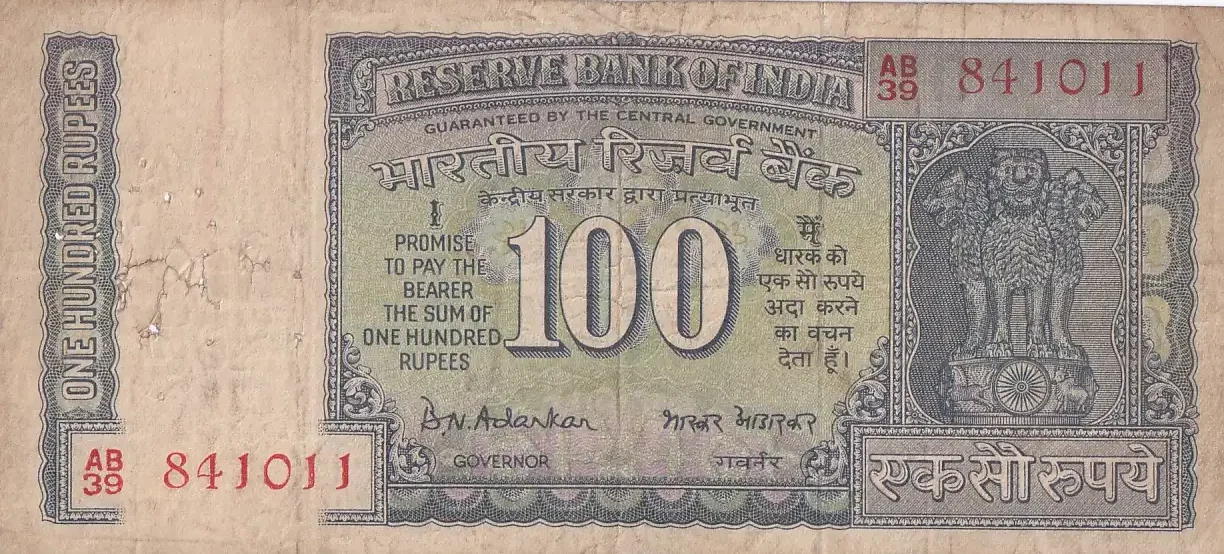 ONE HUNDRED RUPEES
RESERVE BANK OF INDIA
AB
39 841011
GUARANTEED BY THE CENTRAL GOVERNMENT
भारतीय रिजर्व बैंक
केन्द्रीय सरकार द्वारा प्रत्याभूत
I
PROMISE
TO PAY THE
BEARER
THE SUM OF
ONE HUNDRED
RUPEES
100
मैं
धारक को
एक सौ रुपये
अदा करने
का वचन
देता हूँ।
B.N. Adarkar
GOVERNOR
भास्कर आडारकर
गवर्नर
AB
39 841011
एक सौ रुपये